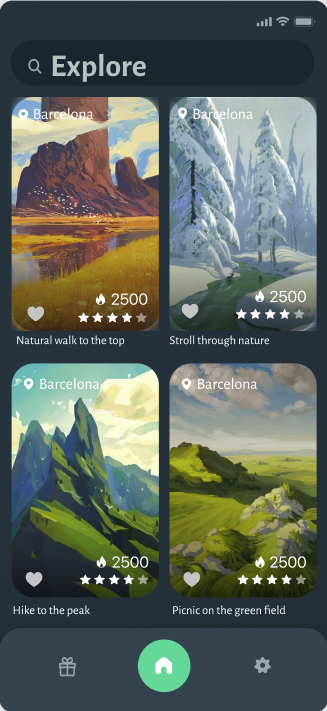 Explore
Barcelona
Barcelona
2500
2500
Natural walk to the top
Stroll through nature
Barcelona
Barcelona
2500
2500
Hike to the peak
Picnic on the green field